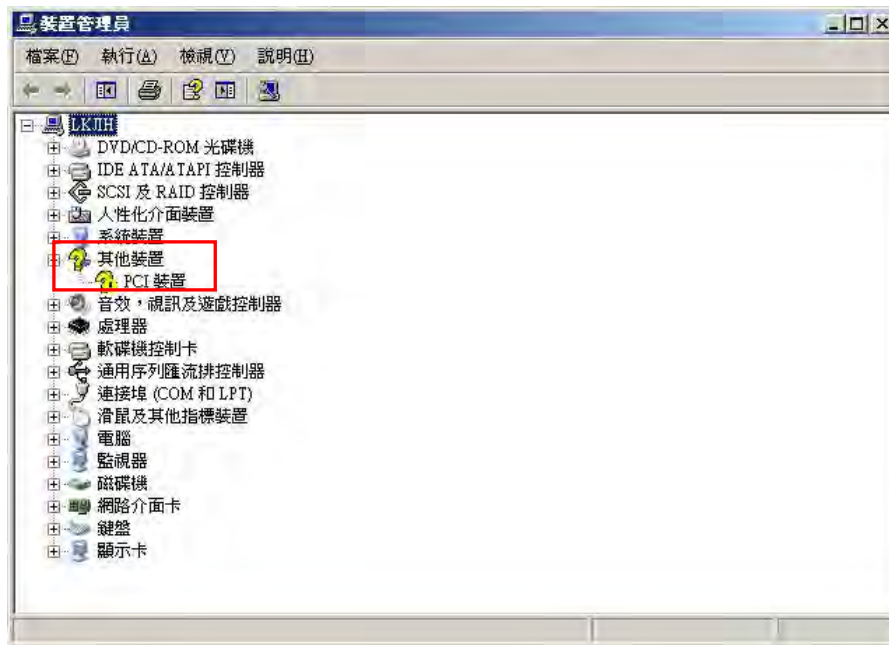 裝置管理員
檔案(F) 執行(A) 檢視(V) 說明(H)
LKJIH
DVD/CD-ROM 光碟機
IDE ATA/ATAPI 控制器
SCSI 及 RAID 控制器
人性化介面裝置
系統裝置
其他裝置
PCI 裝置
音效，視訊及遊戲控制器
處理器
軟碟機控制卡
通用序列匯流排控制器
連接埠 (COM 和 LPT)
滑鼠及其他指標裝置
電腦
監視器
磁碟機
網路介面卡
鍵盤
顯示卡